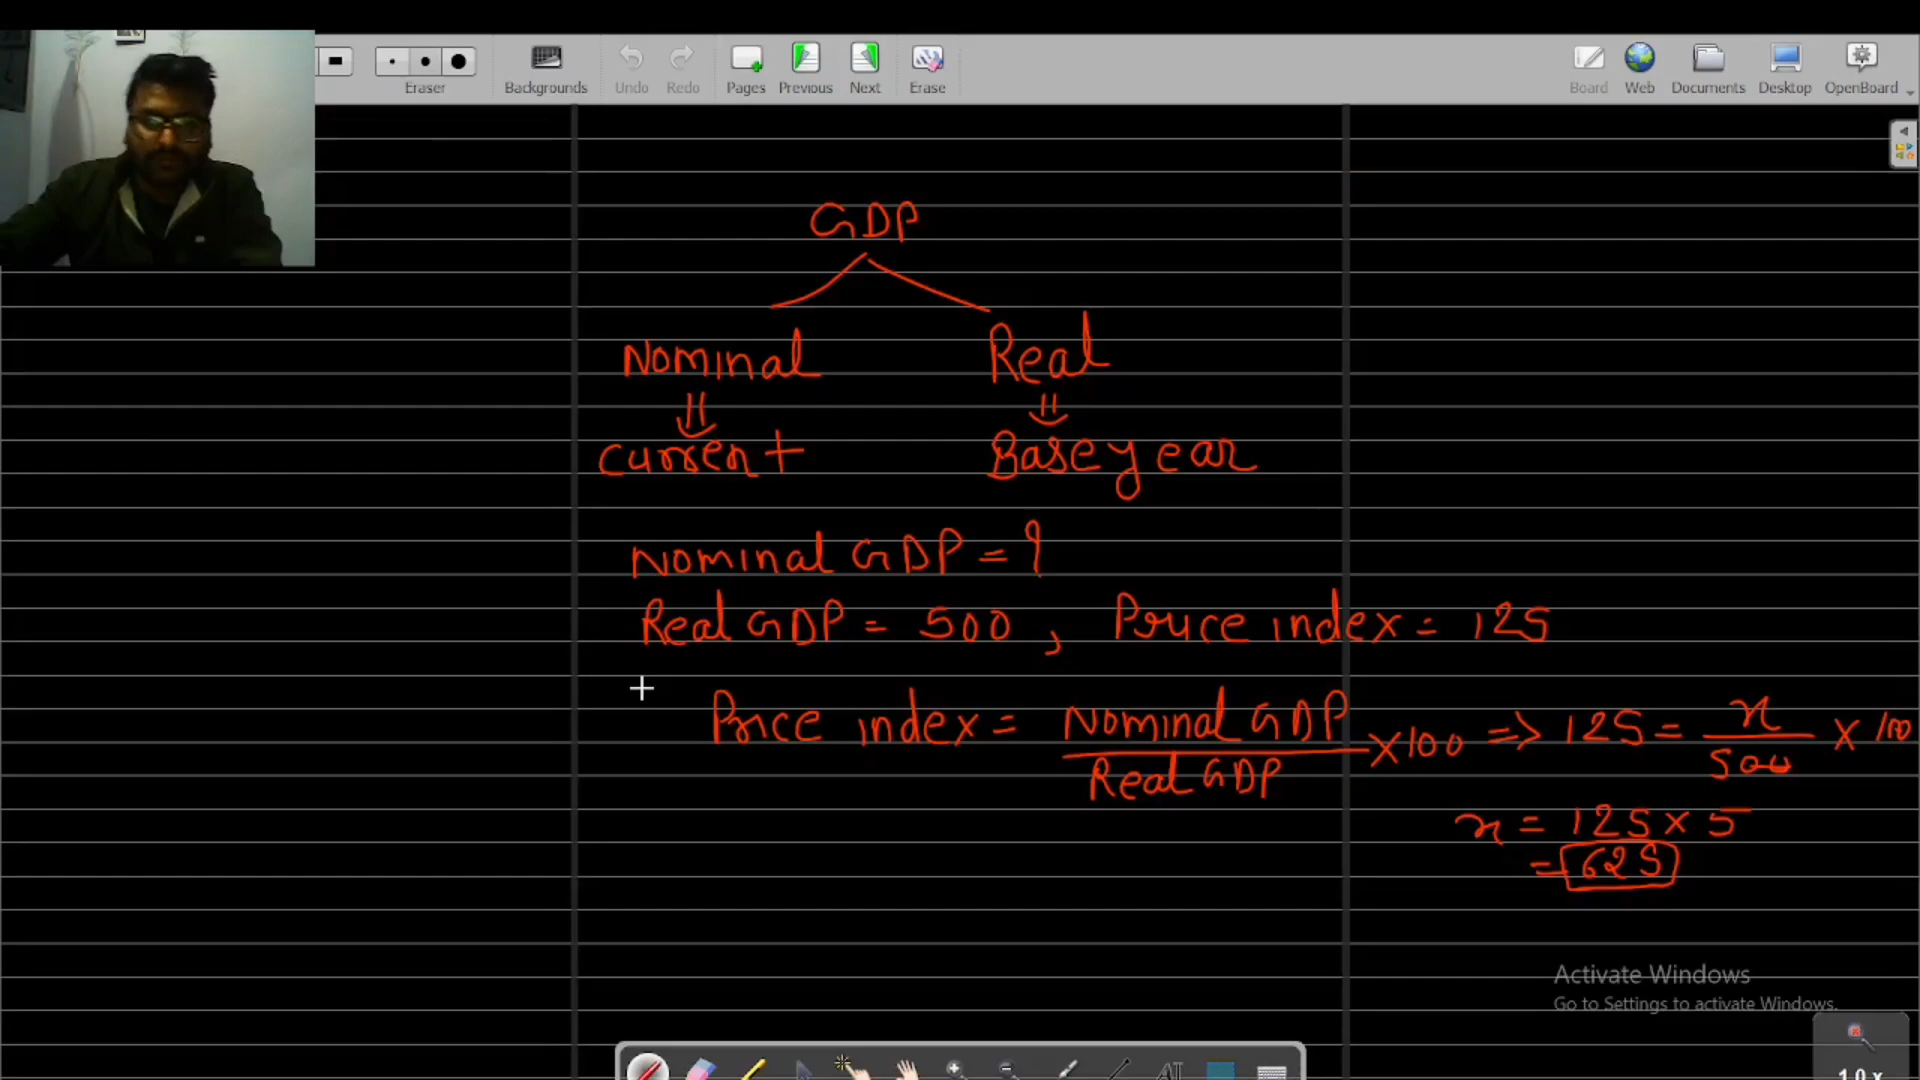 Eraser Backgrounds Undo Redo Pages Previous Next Erase Board Web Documents Desktop OpenBoard
GDP
Nominal Real
Current Base year
Nominal GDP = ?
Real GDP = 500 , Price index = 125
Price index = Nominal GDP / Real GDP X100 => 125 = x / 500 X 100
x = 125 x 5
= 625
Activate Windows
Go to Settings to activate Windows.
1.0 x